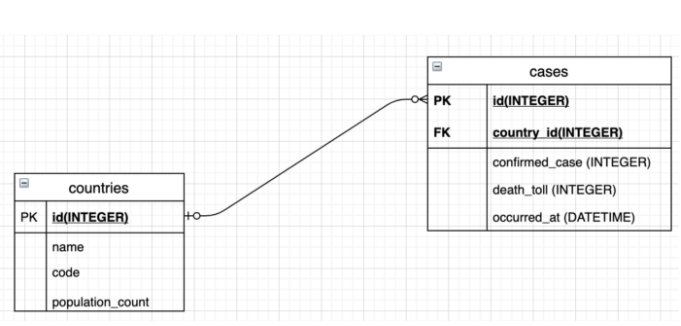 cases
PK id(INTEGER)
FK country_id(INTEGER)
confirmed_case (INTEGER)
death_toll (INTEGER)
occurred_at (DATETIME)
countries
PK id(INTEGER)
name
code
population_count